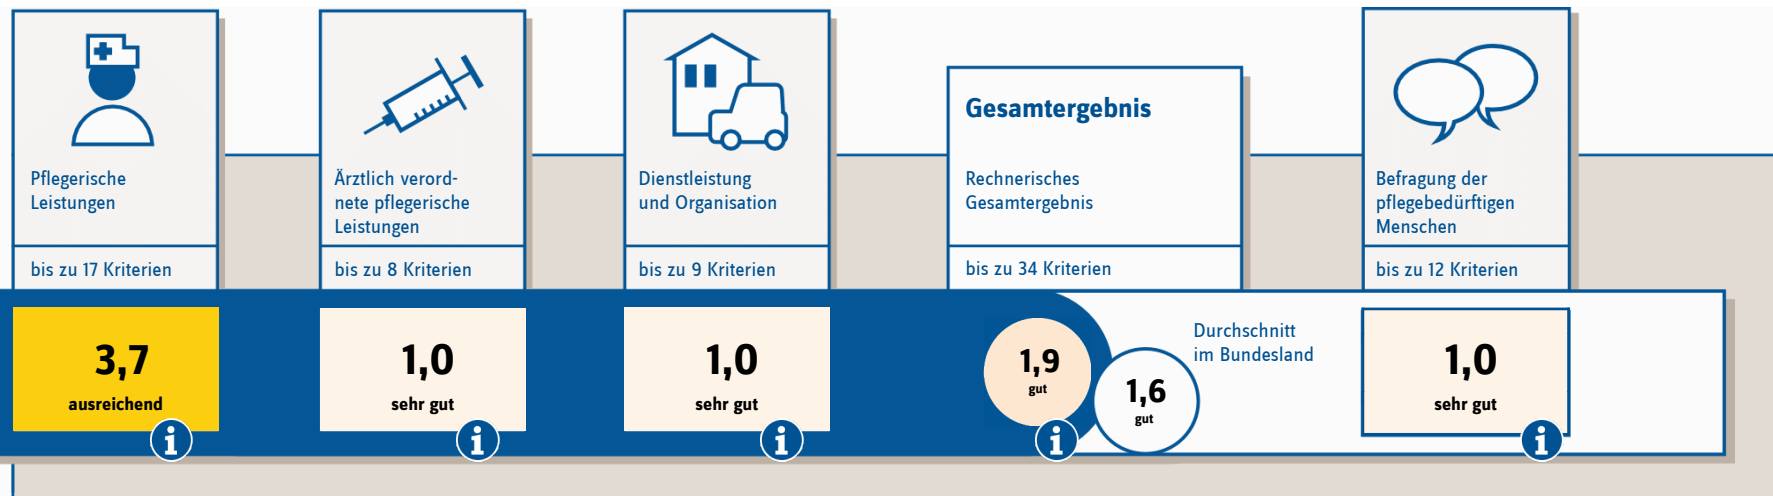 Pflegerische
Leistungen
bis zu 17 Kriterien
3,7
ausreichend
i
Ärztlich verord-
nete pflegerische
Leistungen
bis zu 8 Kriterien
1,0
sehr gut
i
Dienstleistung
und Organisation
bis zu 9 Kriterien
1,0
sehr gut
i
Gesamtergebnis
Rechnerisches
Gesamtergebnis
bis zu 34 Kriterien
1,9
gut
i
1,6
gut
Durchschnitt
im Bundesland
Befragung der
pflegebedürftigen
Menschen
bis zu 12 Kriterien
1,0
sehr gut
i